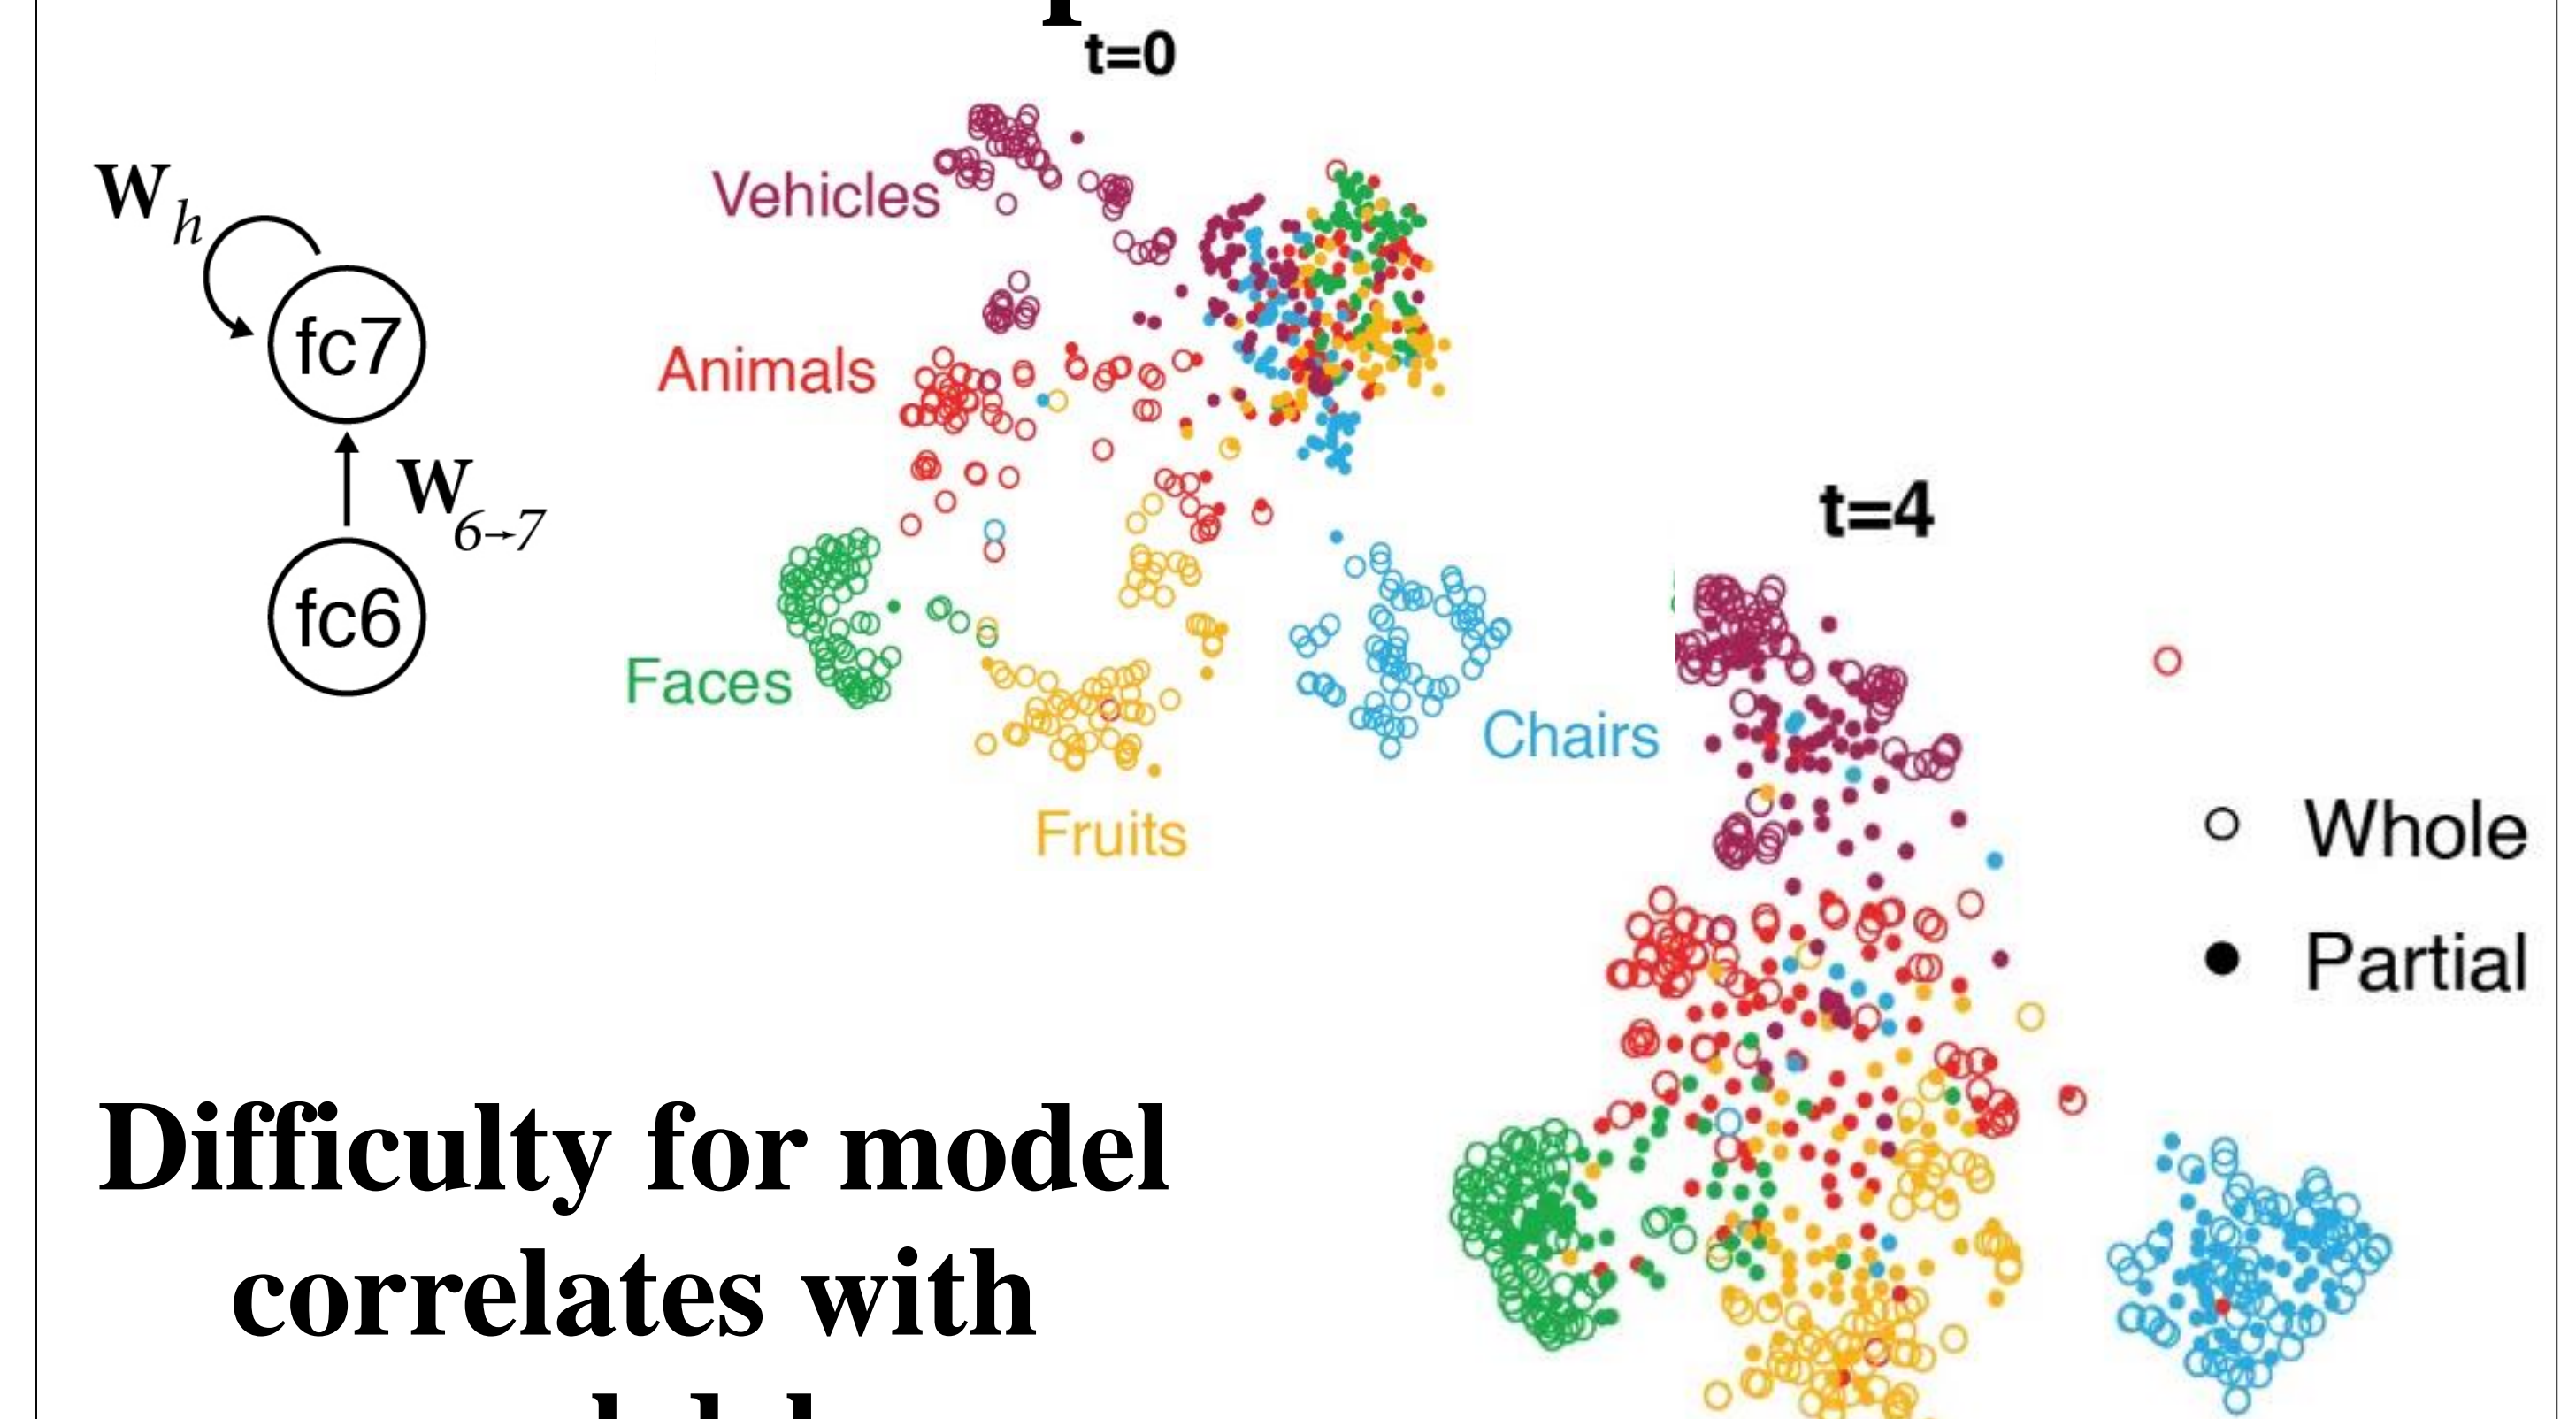 t=0
W_h
Vehicles
fc7
Animals
W_6→7
t=4
fc6
Faces
Chairs
Fruits
Whole
Partial
Difficulty for model
correlates with